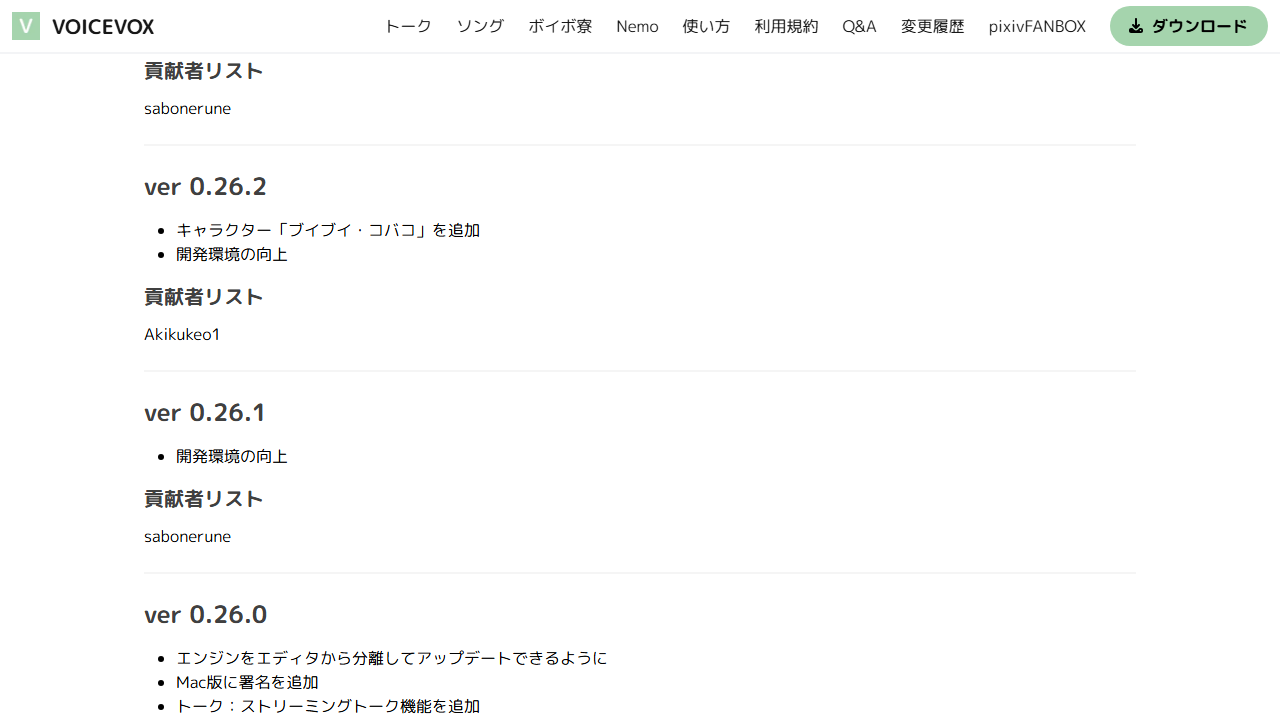 V VOICEVOX トーク ソング ボイボ寮 Nemo 使い方 利用規約 Q&A 変更履歴 pixivFANBOX ダウンロード
貢献者リスト
sabonerune
ver 0.26.2
キャラクター「ブイブイ・コバコ」を追加
開発環境の向上
貢献者リスト
Akikukeo1
ver 0.26.1
開発環境の向上
貢献者リスト
sabonerune
ver 0.26.0
エンジンをエディタから分離してアップデートできるように
Mac版に署名を追加
トーク：ストリーミングトーク機能を追加